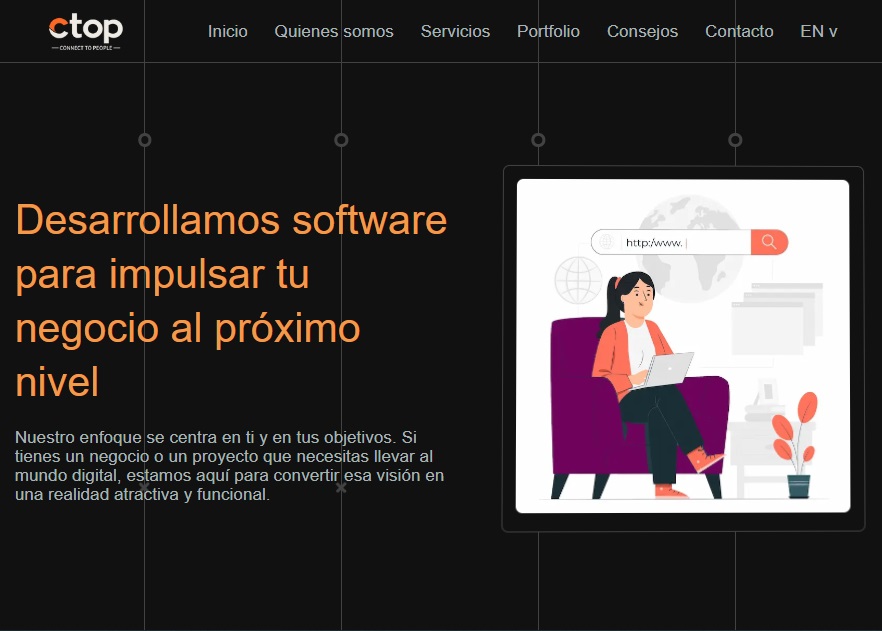 ctop
CONNECT TO PEOPLE
Inicio Quienes somos Servicios Portfolio Consejos Contacto EN v
Desarrollamos software
para impulsar tu
negocio al próximo
nivel
Nuestro enfoque se centra en ti y en tus objetivos. Si
tienes un negocio o un proyecto que necesitas llevar al
mundo digital, estamos aquí para convertir esa visión en
una realidad atractiva y funcional.
http:/www.